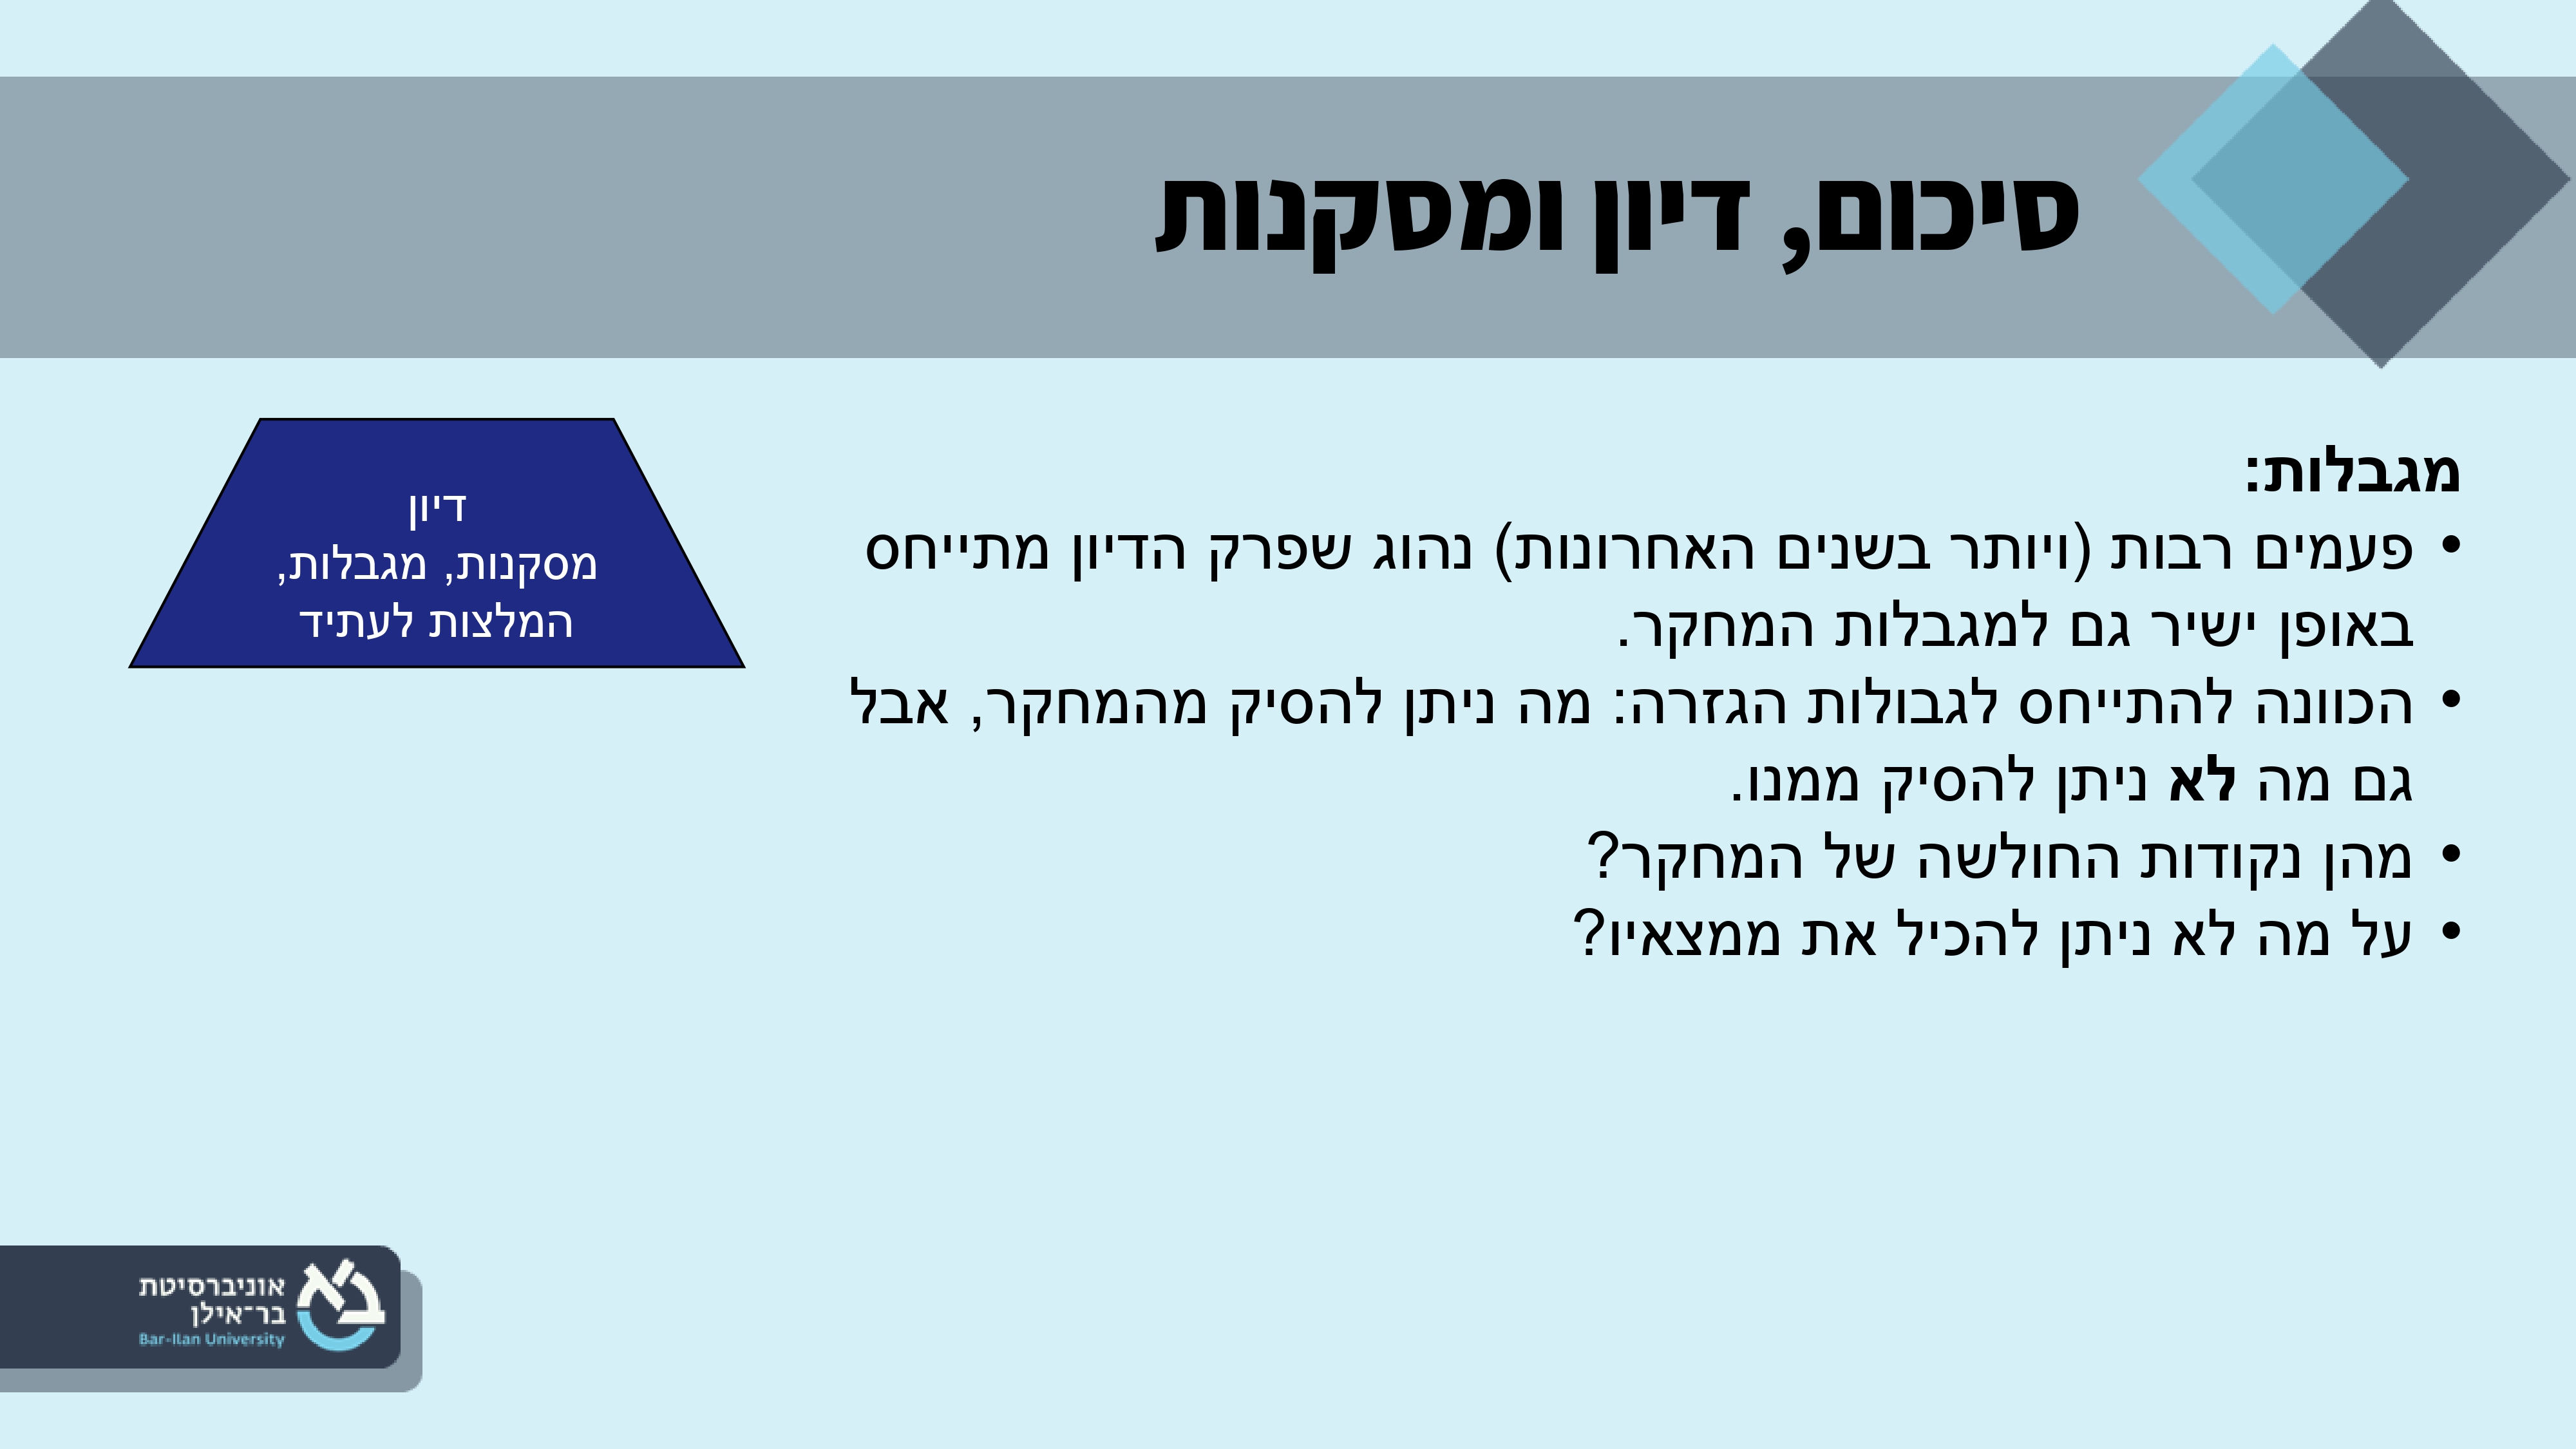 סיכום, דיון ומסקנות
מגבלות:
• פעמים רבות (ויותר בשנים האחרונות) נהוג שפרק הדיון מתייחס
באופן ישיר גם למגבלות המחקר.
• הכוונה להתייחס לגבולות הגזרה: מה ניתן להסיק מהמחקר, אבל
גם מה לא ניתן להסיק ממנו.
• מהן נקודות החולשה של המחקר?
• על מה לא ניתן להכיל את ממצאיו?
דיון
מסקנות, מגבלות,
המלצות לעתיד
בא
אוניברסיטת
בר־אילן
Bar-Ilan University